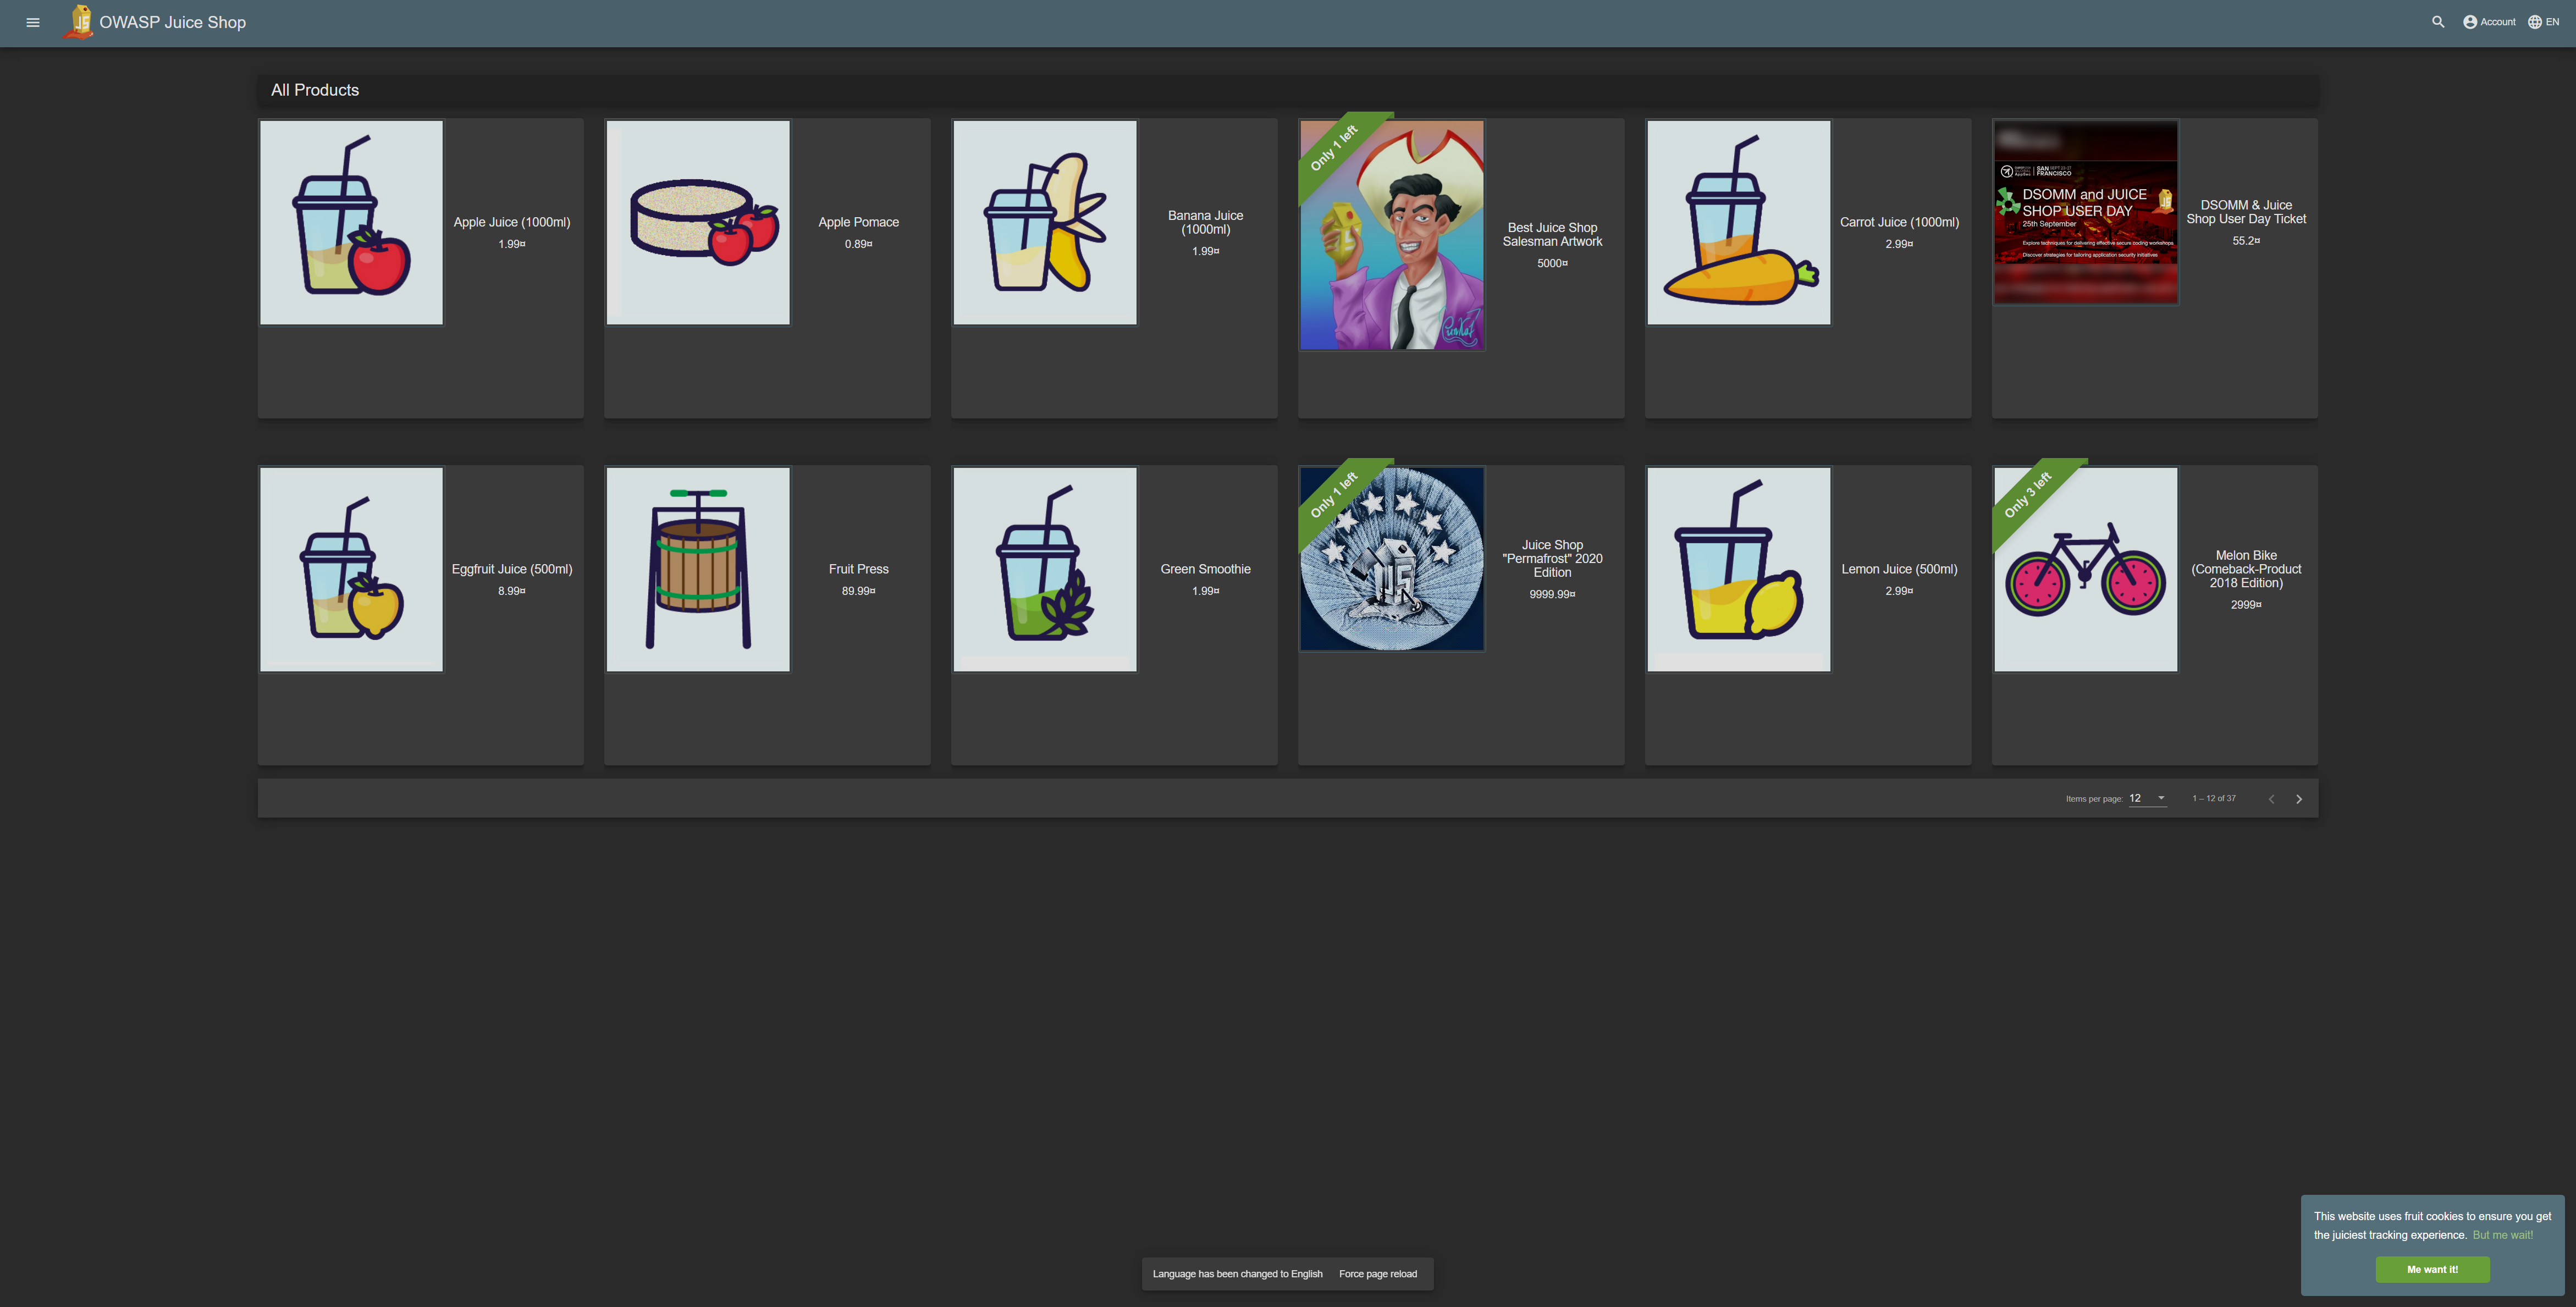 OWASP Juice Shop
Account
EN
All Products
Apple Juice (1000ml)
1.99¤
Apple Pomace
0.89¤
Banana Juice
(1000ml)
1.99¤
Only 1 left
Best Juice Shop
Salesman Artwork
5000¤
Carrot Juice (1000ml)
2.99¤
SAN
FRANCISCO
SEPT 23-27
DSOMM and JUICE
SHOP USER DAY
25th September
Explore techniques for delivering effective secure coding workshops
Discover strategies for tailoring application security initiatives
DSOMM & Juice
Shop User Day Ticket
55.2¤
Eggfruit Juice (500ml)
8.99¤
Fruit Press
89.99¤
Green Smoothie
1.99¤
Only 1 left
JS
Juice Shop
"Permafrost" 2020
Edition
9999.99¤
Lemon Juice (500ml)
2.99¤
Only 3 left
Melon Bike
(Comeback-Product
2018 Edition)
2999¤
Items per page: 12
1 – 12 of 37
This website uses fruit cookies to ensure you get
the juiciest tracking experience. But me wait!
Me want it!
Language has been changed to English Force page reload